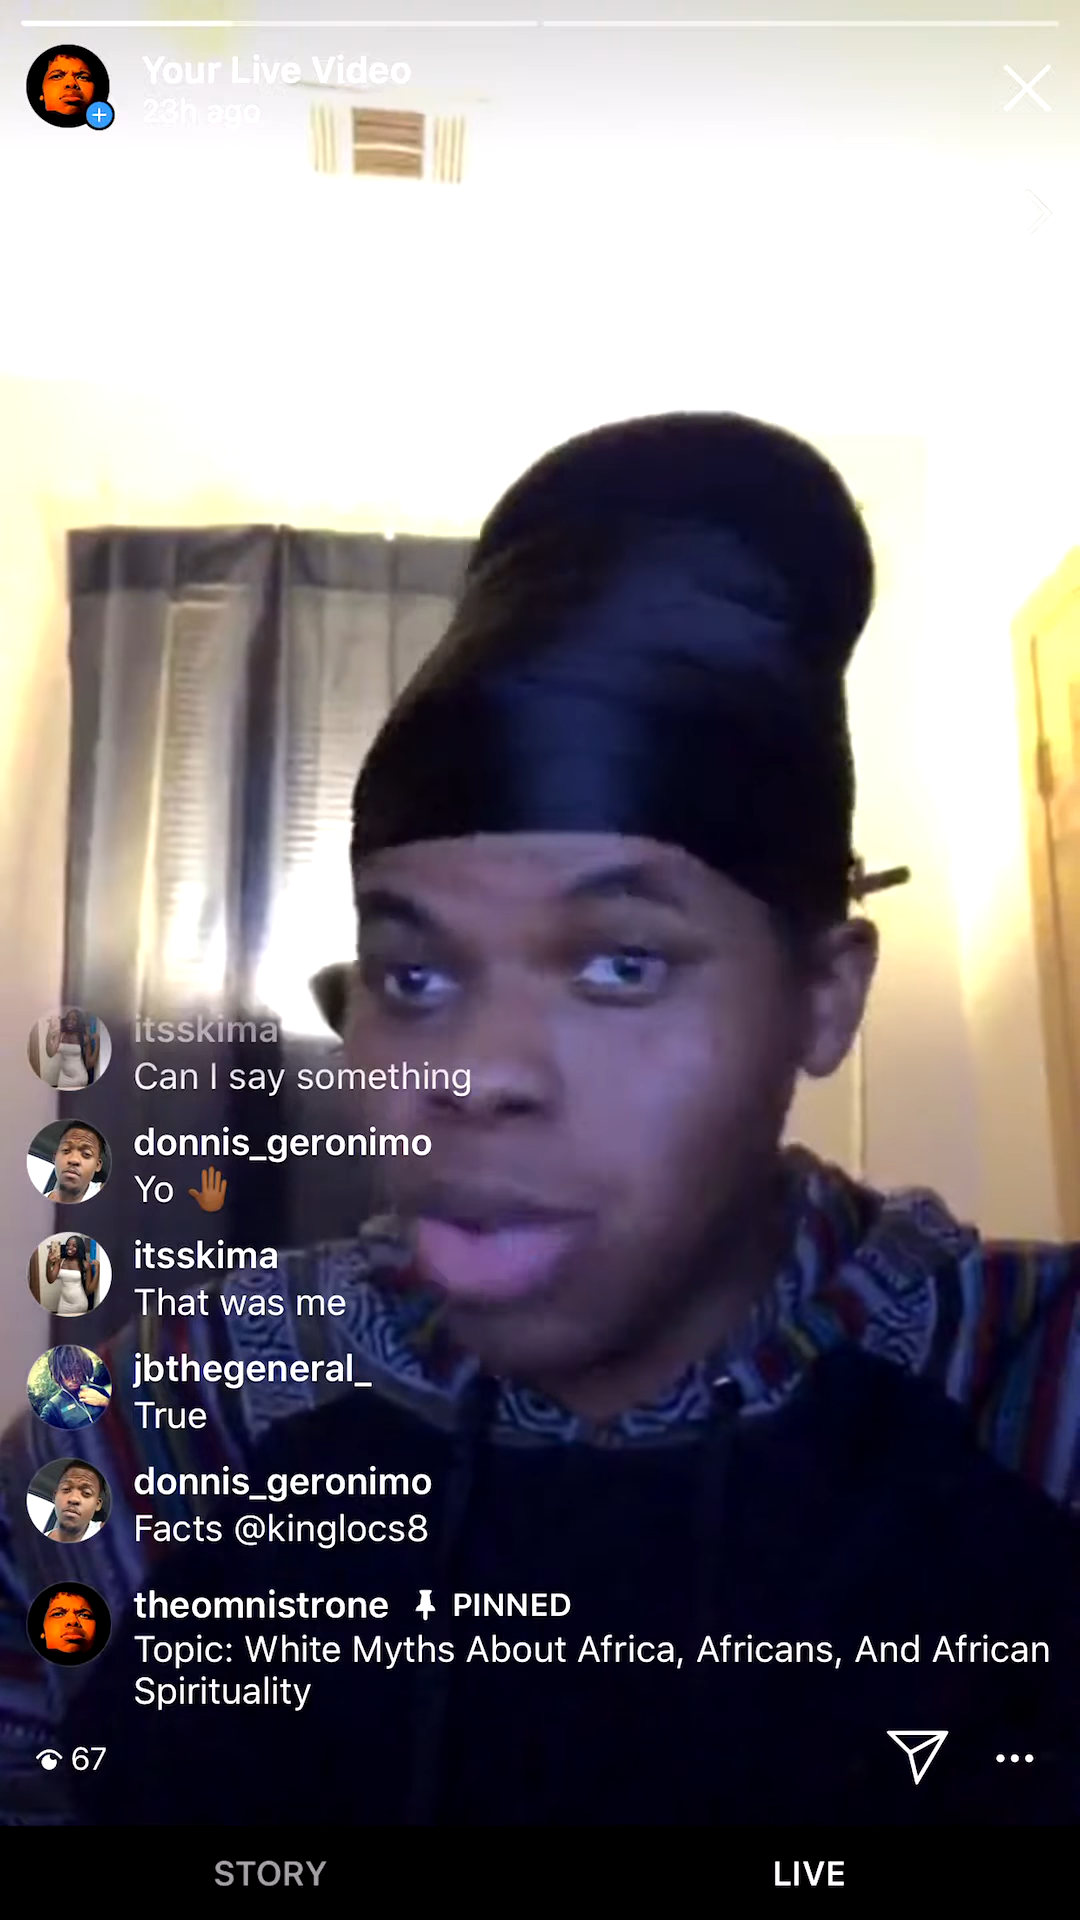 Your Live Video
23h ago
itsskima
Can I say something
donnis_geronimo
Yo 🤚🏾
itsskima
That was me
jbthegeneral_
True
donnis_geronimo
Facts @kinglocs8
theomnistrone PINNED
Topic: White Myths About Africa, Africans, And African
Spirituality
67
STORY
LIVE